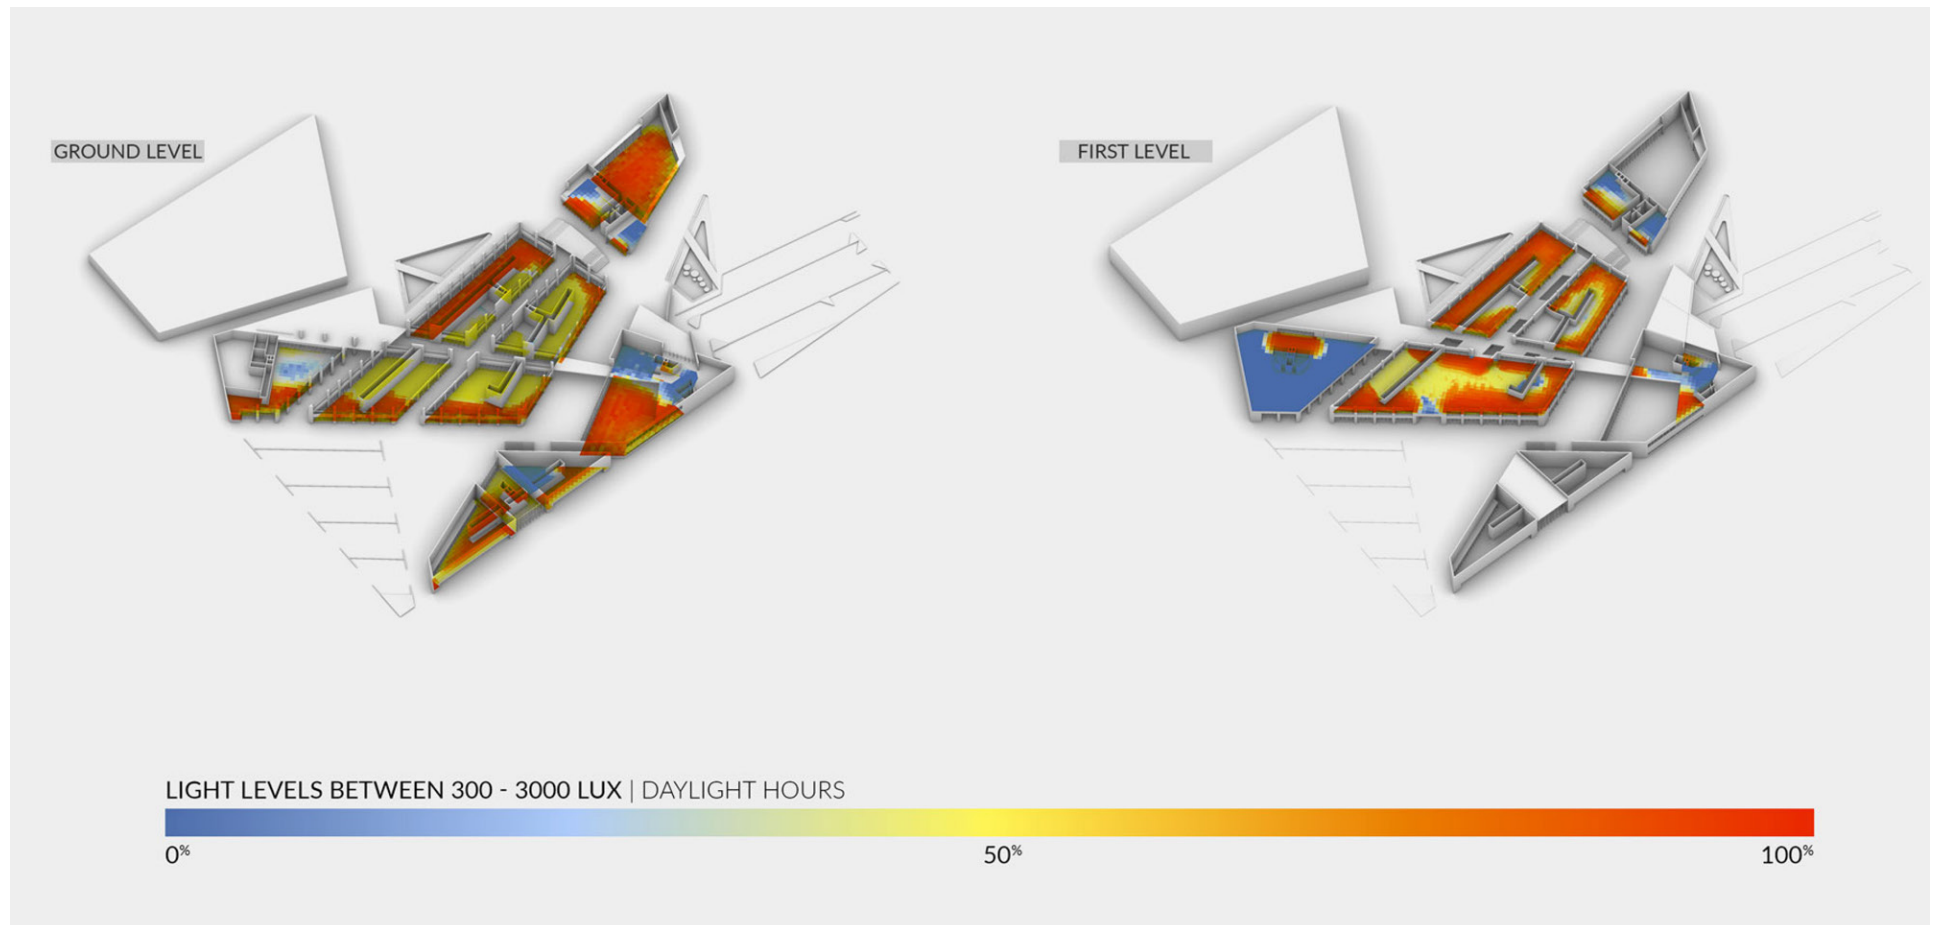 GROUND LEVEL
FIRST LEVEL
LIGHT LEVELS BETWEEN 300 - 3000 LUX | DAYLIGHT HOURS
0%
50%
100%